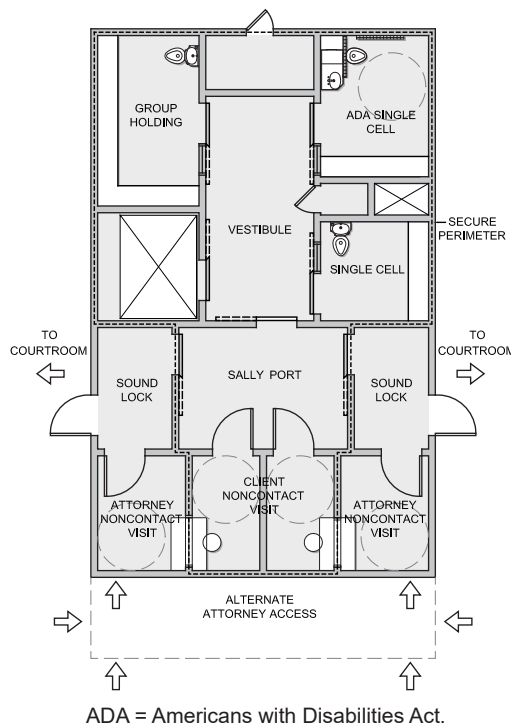 GROUP
HOLDING
ADA SINGLE
CELL
VESTIBULE
SECURE
PERIMETER
SINGLE CELL
TO
COURTROOM
TO
COURTROOM
SOUND
LOCK
SALLY PORT
SOUND
LOCK
ATTORNEY
NONCONTACT
VISIT
CLIENT
NONCONTACT
VISIT
ATTORNEY
NONCONTACT
VISIT
ALTERNATE
ATTORNEY ACCESS
ADA = Americans with Disabilities Act.